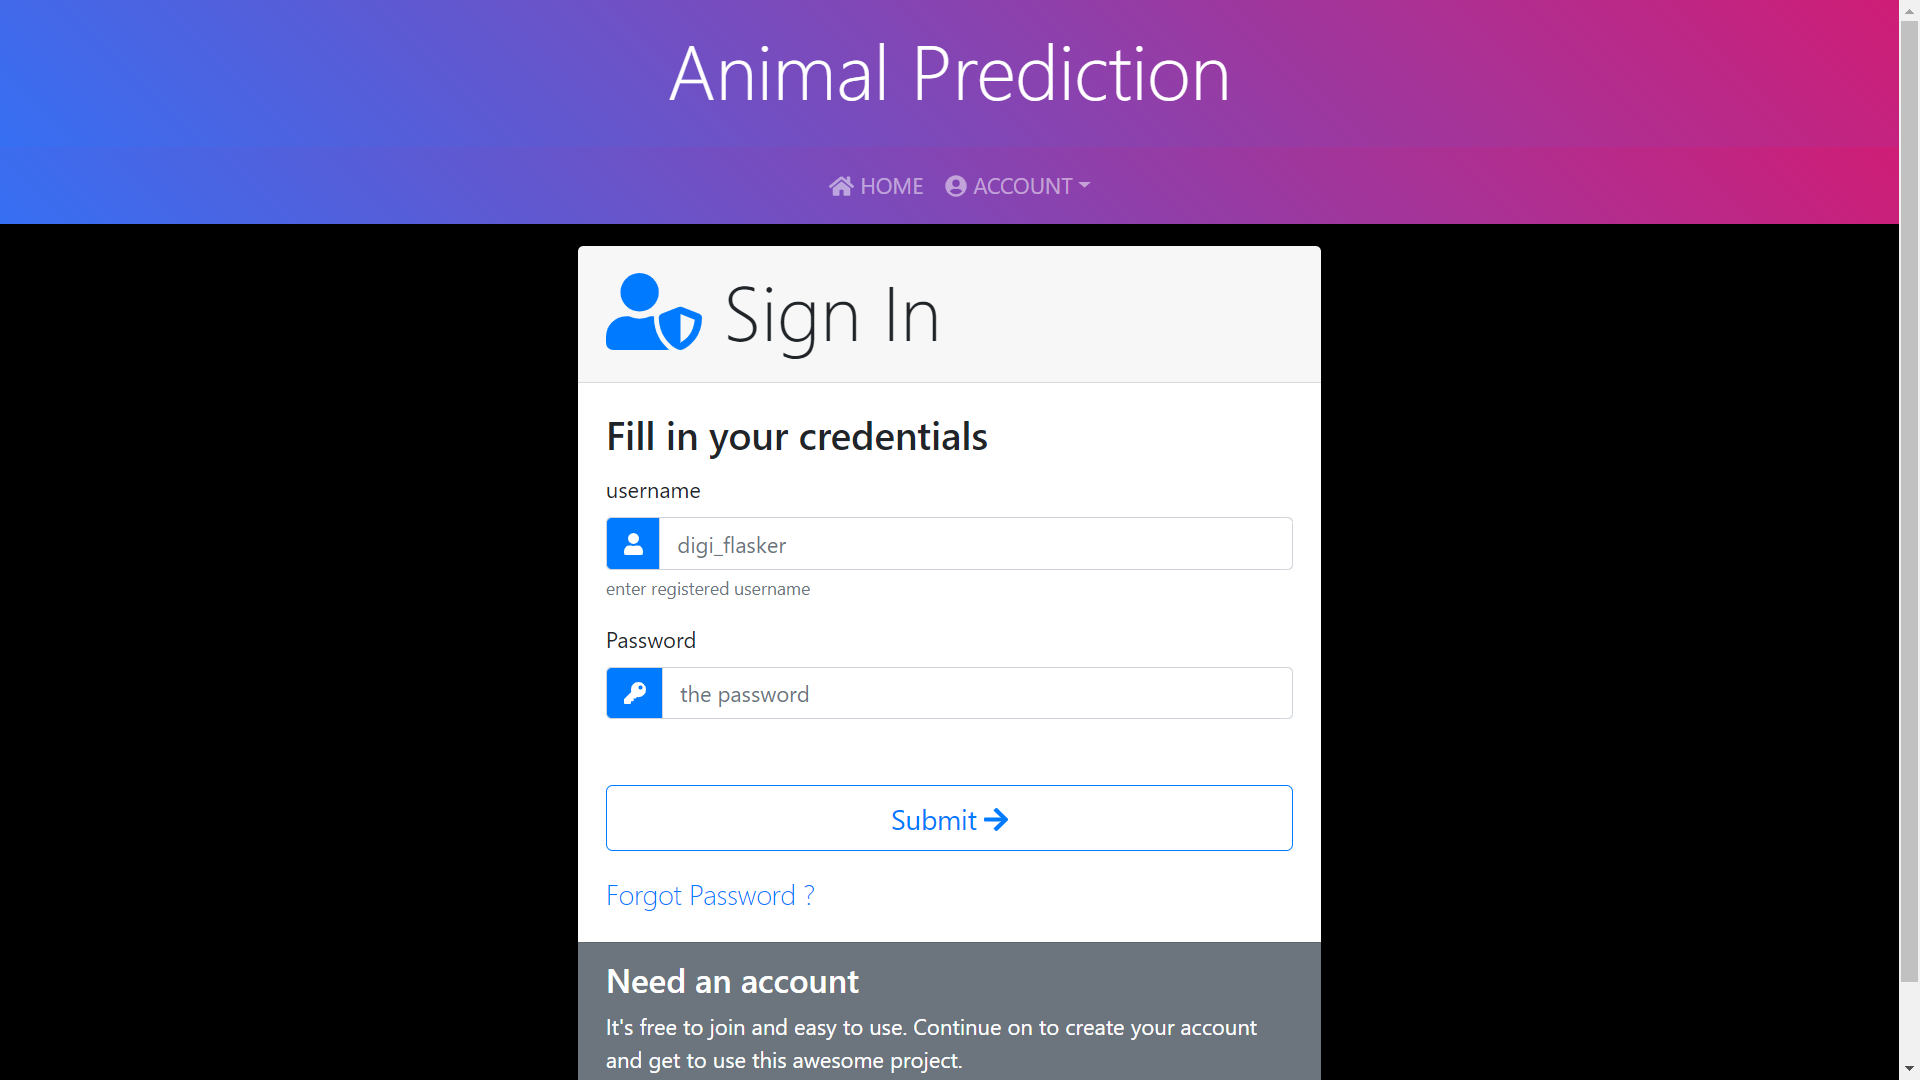 Animal Prediction
HOME ACCOUNT
Sign In
Fill in your credentials
username
digi_flasker
enter registered username
Password
the password
Submit
Forgot Password ?
Need an account
It's free to join and easy to use. Continue on to create your account
and get to use this awesome project.